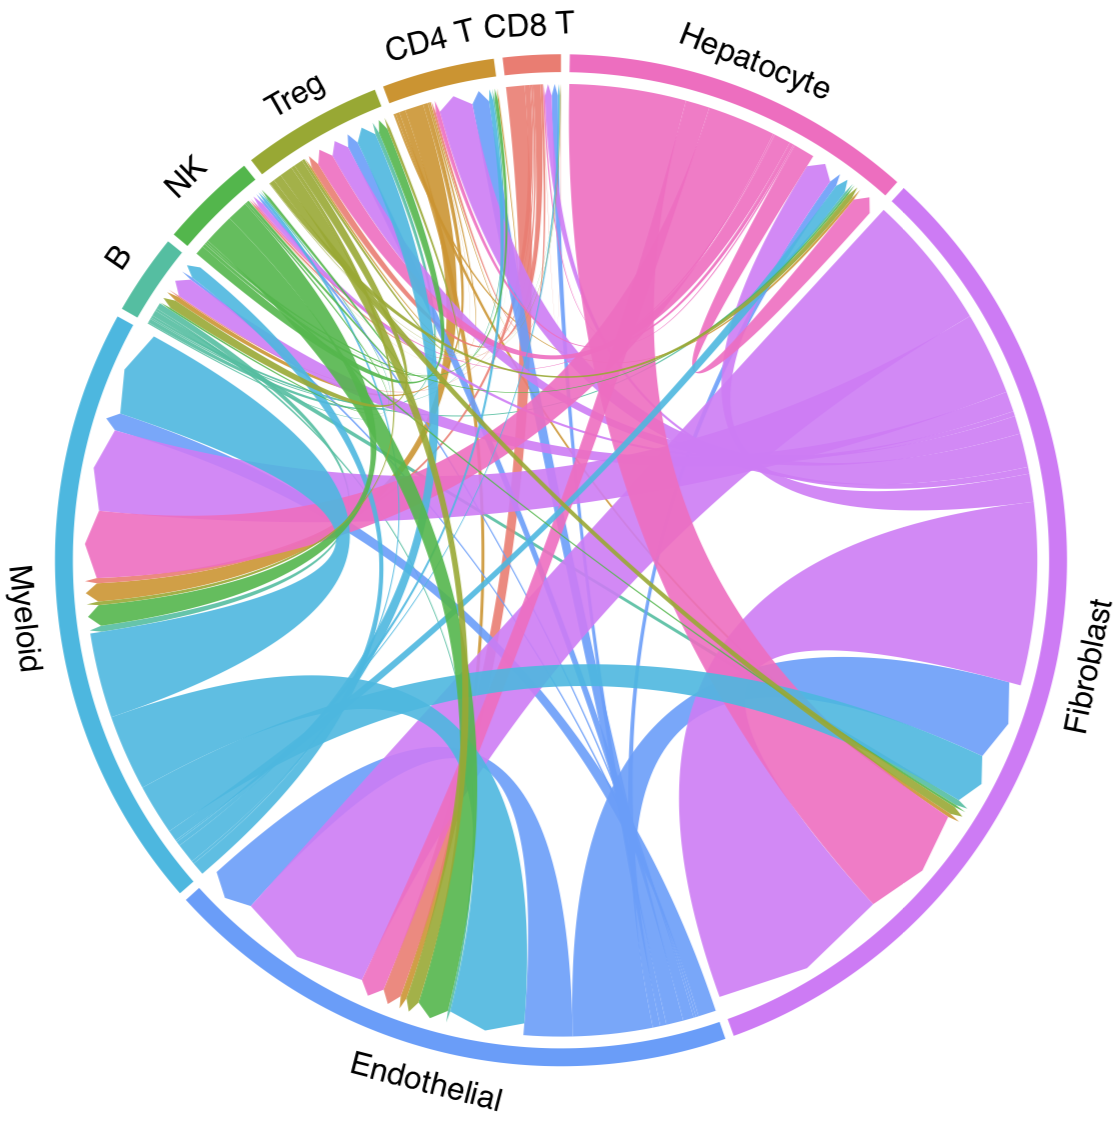 CD4 T
CD8 T
Hepatocyte
Treg
NK
B
Myeloid
Fibroblast
Endothelial